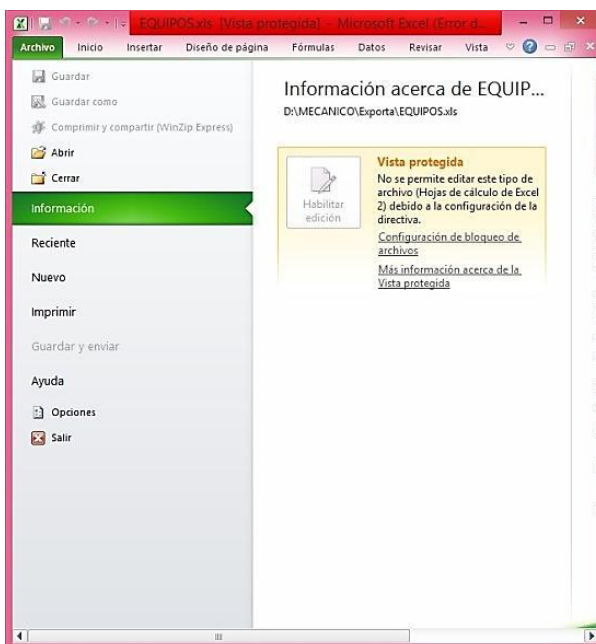 EQUIPOS.xls [Vista protegida] - Microsoft Excel (Error d...
Archivo Inicio Insertar Diseño de página Fórmulas Datos Revisar Vista
Guardar
Guardar como
Comprimir y compartir (WinZip Express)
Abrir
Cerrar
Información
Reciente
Nuevo
Imprimir
Guardar y enviar
Ayuda
Opciones
Salir
Información acerca de EQUIP...
D:\MECANICO\Exporta\EQUIPOS.xls
Habilitar
edición
Vista protegida
No se permite editar este tipo de
archivo (Hojas de cálculo de Excel
2) debido a la configuración de la
directiva.
Configuración de bloqueo de
archivos
Más información acerca de la
Vista protegida